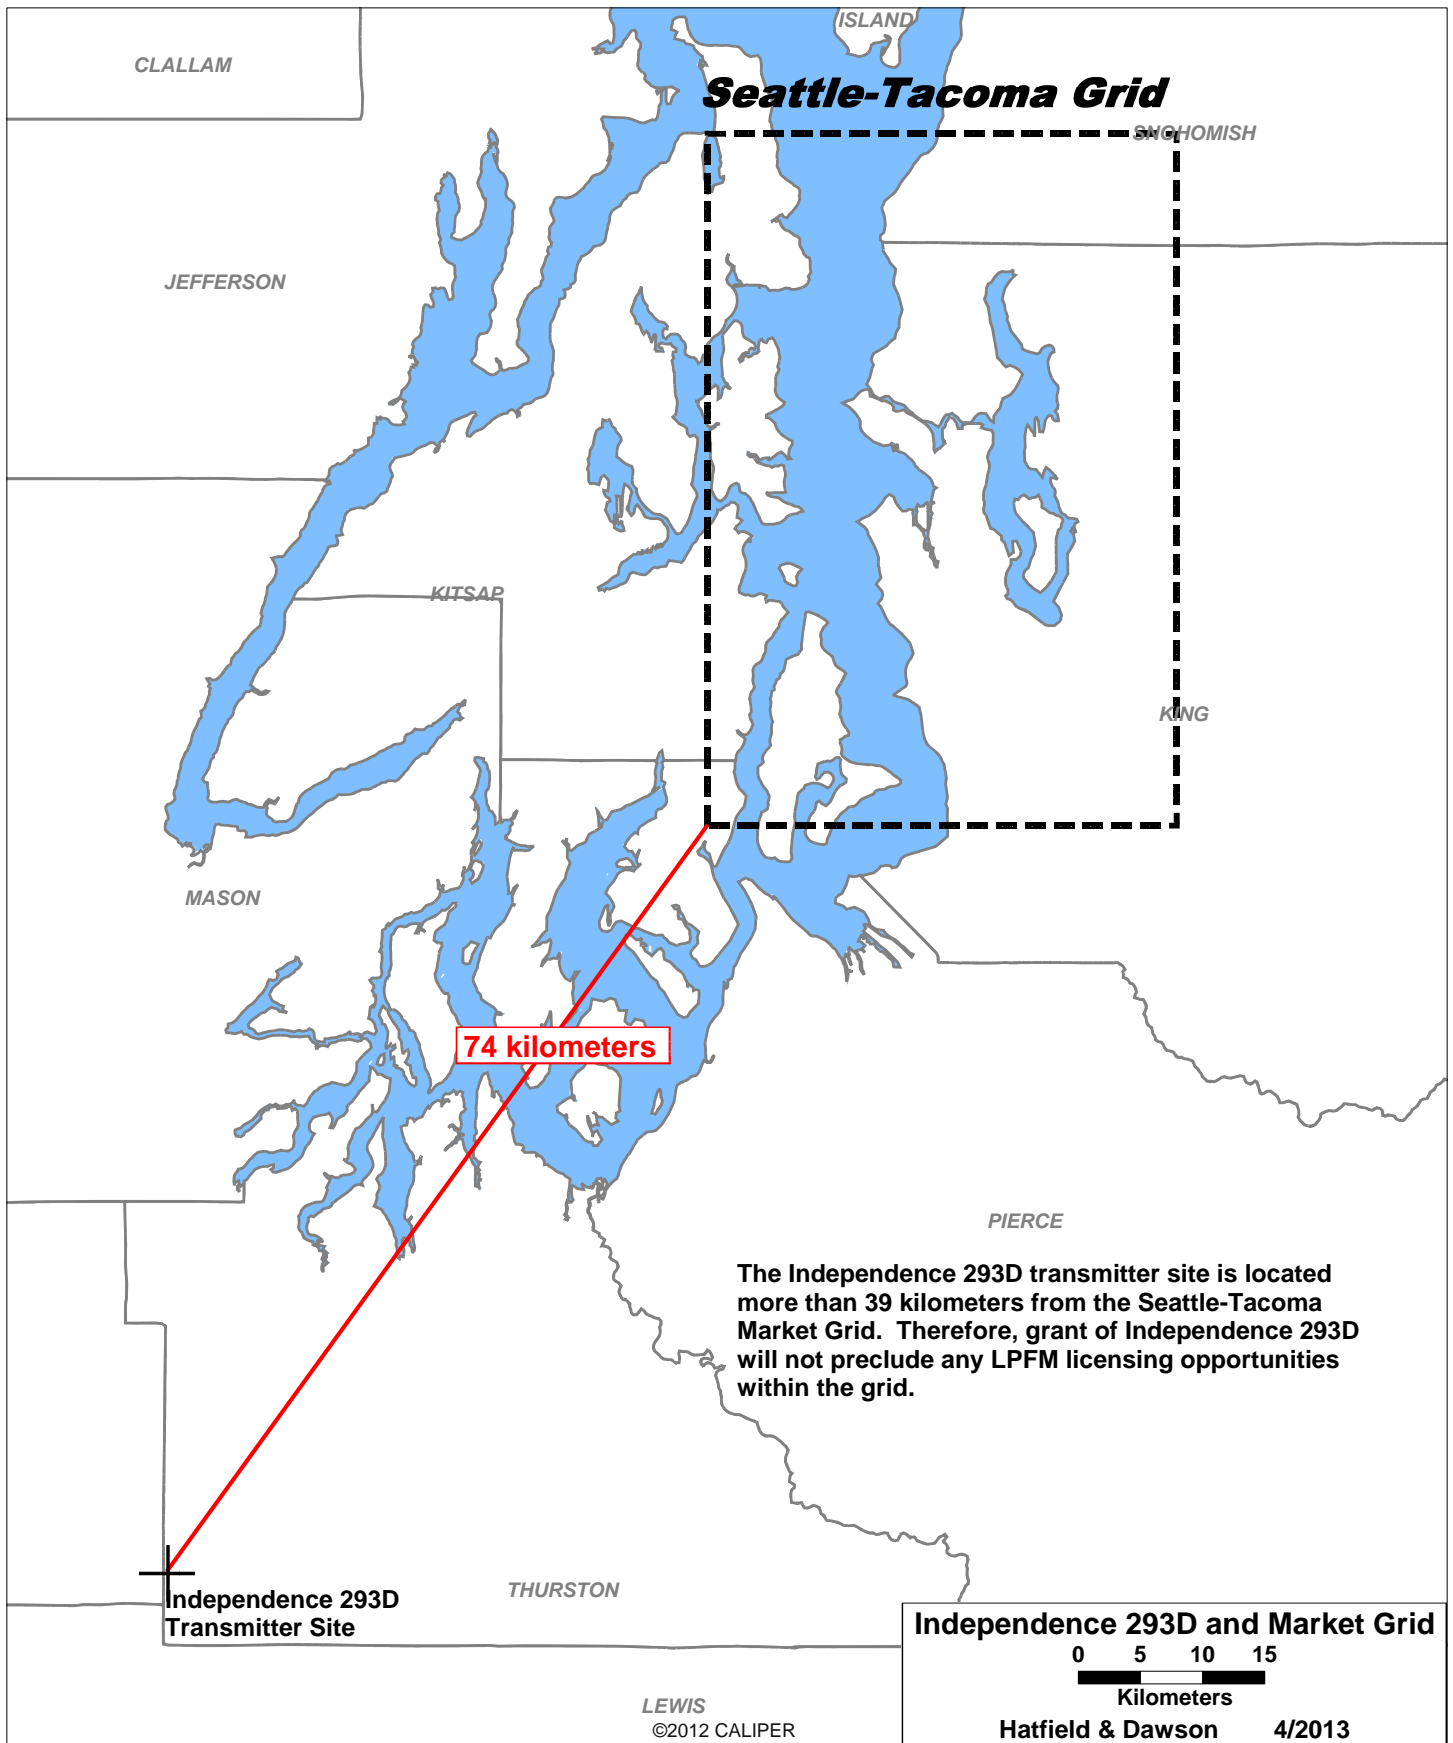 ISLAND
CLALLAM
Seattle-Tacoma Grid
SNOHOMISH
JEFFERSON
KITSAP
KING
MASON
74 kilometers
PIERCE
The Independence 293D transmitter site is located
more than 39 kilometers from the Seattle-Tacoma
Market Grid.  Therefore, grant of Independence 293D
will not preclude any LPFM licensing opportunities
within the grid.
Independence 293D
Transmitter Site
THURSTON
LEWIS
©2012 CALIPER
Independence 293D and Market Grid
0 5 10 15
Kilometers
Hatfield & Dawson 4/2013